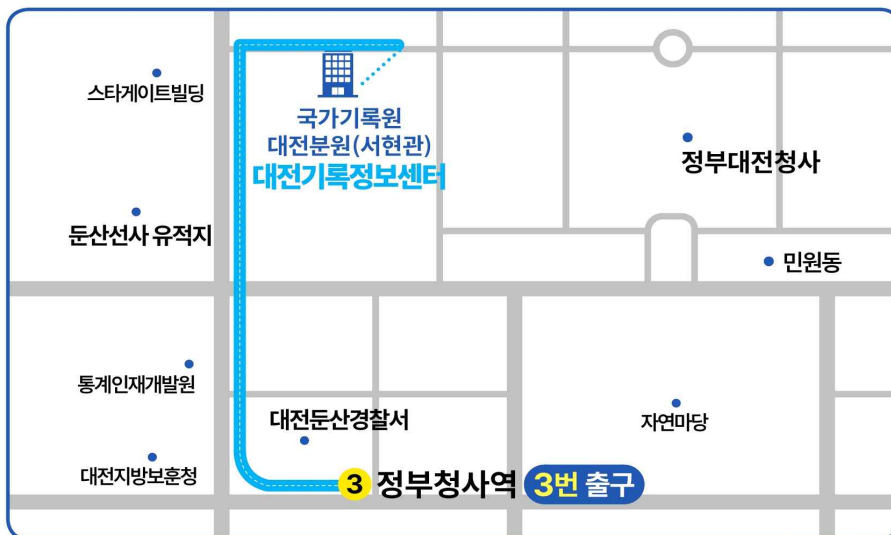 스타게이트빌딩
국가기록원
대전분원(서현관)
대전기록정보센터
정부대전청사
둔산선사 유적지
민원동
통계인재개발원
대전둔산경찰서
자연마당
대전지방보훈청
3 정부청사역 3번 출구